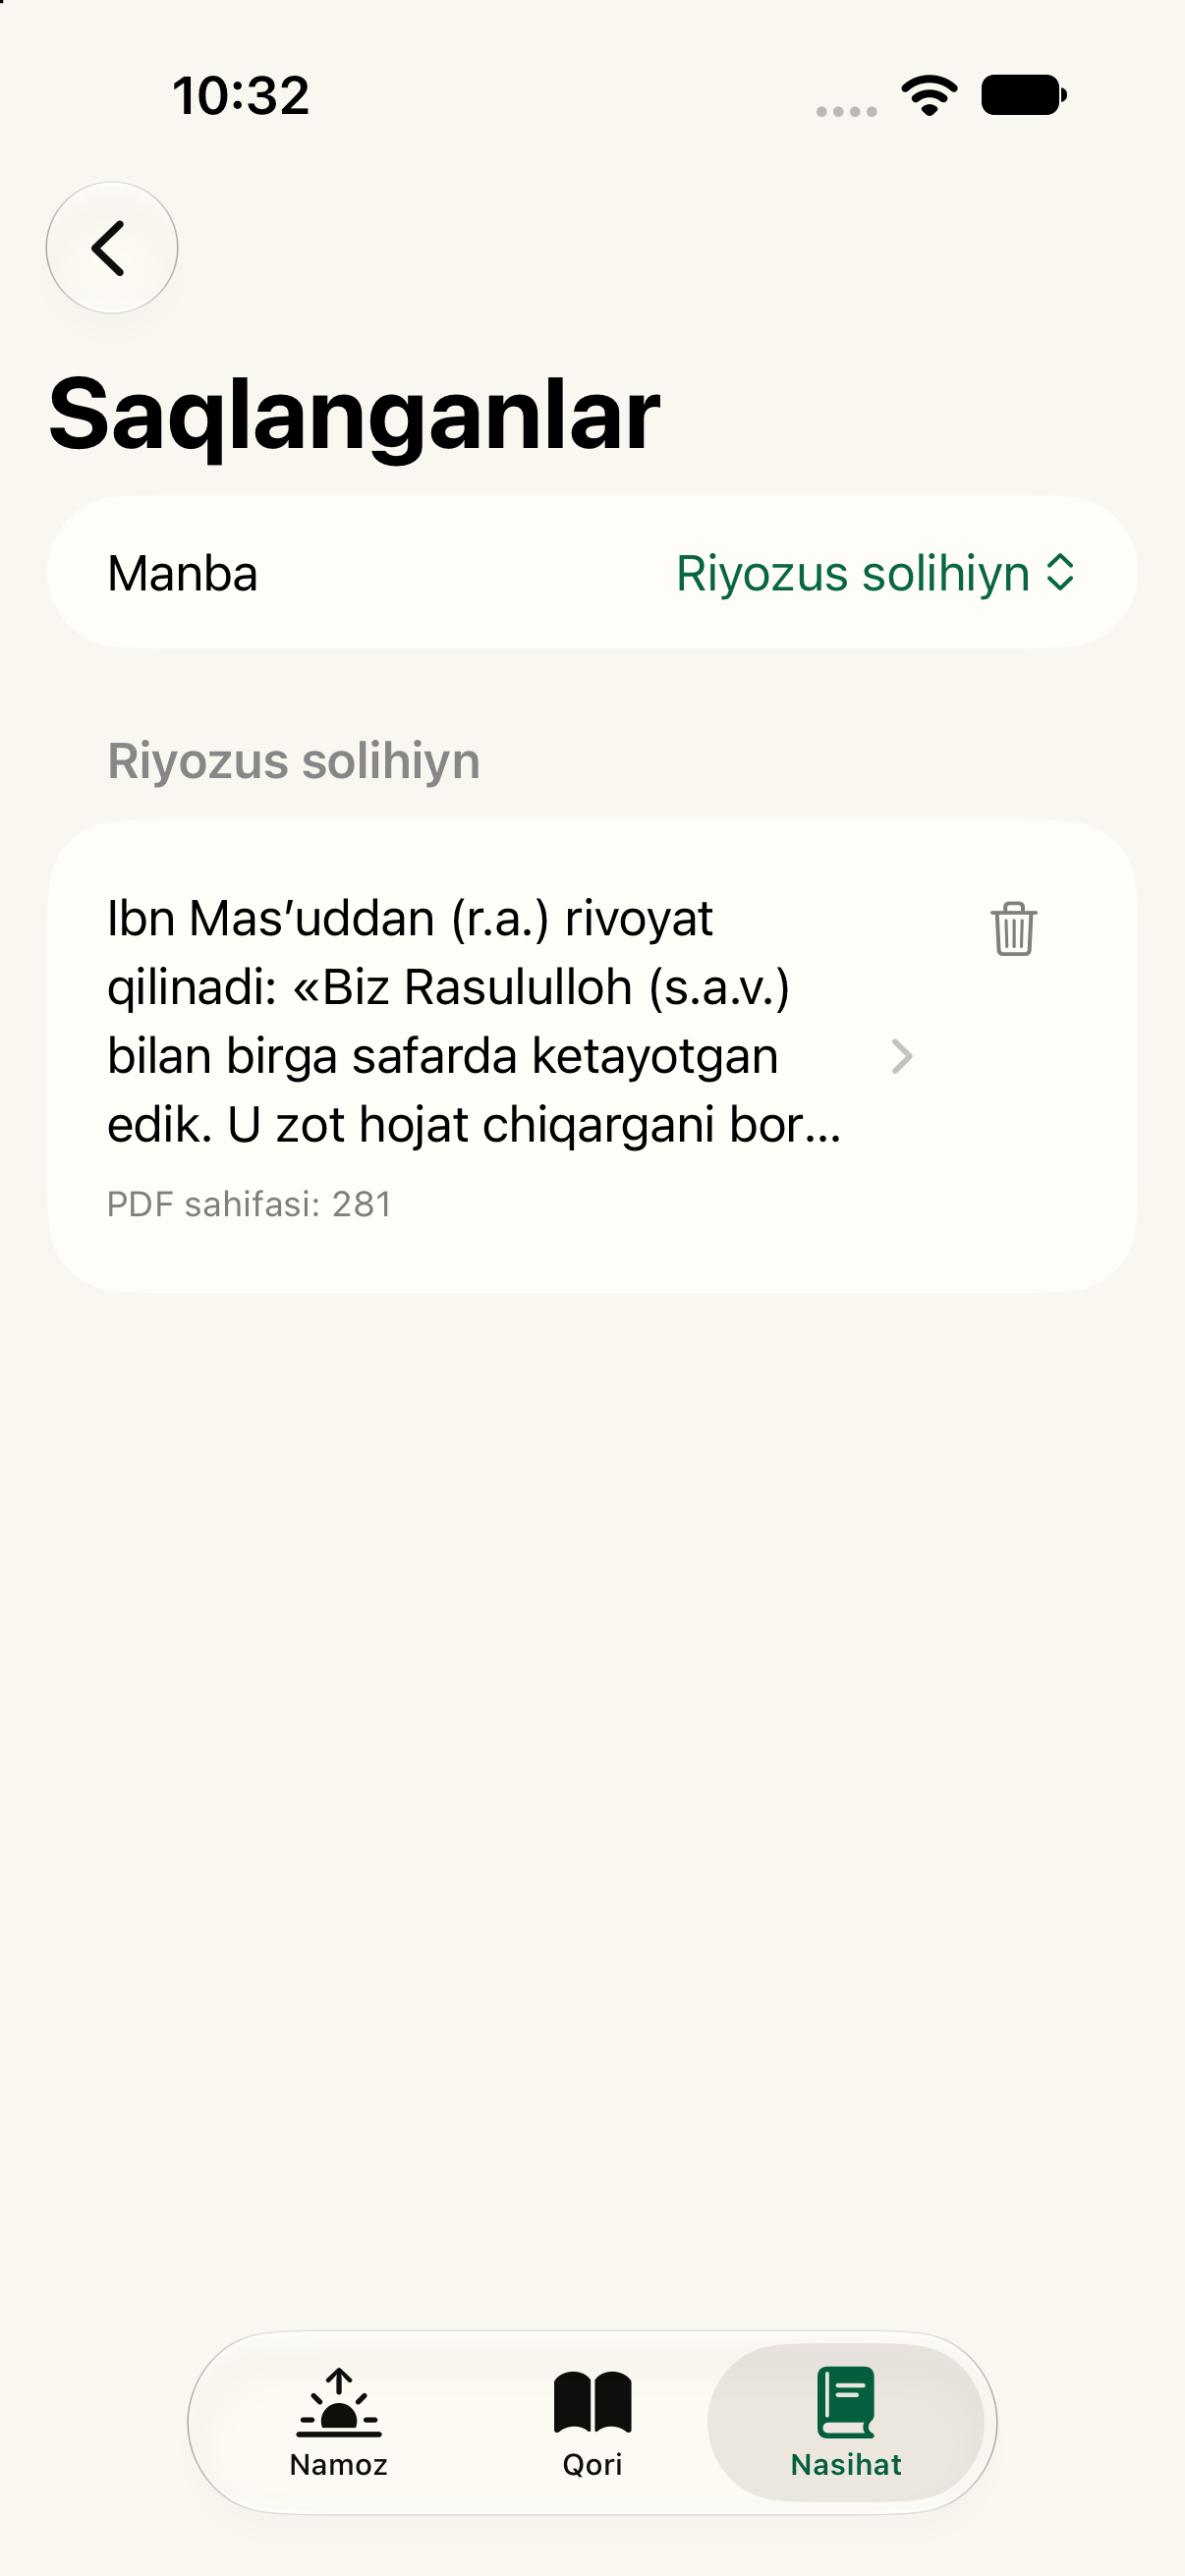 10:32
Saqlanganlar
Manba
Riyozus solihiyn
Riyozus solihiyn
Ibn Mas’uddan (r.a.) rivoyat
qilinadi: «Biz Rasululloh (s.a.v.)
bilan birga safarda ketayotgan
edik. U zot hojat chiqargani bor...
PDF sahifasi: 281
Namoz
Qori
Nasihat